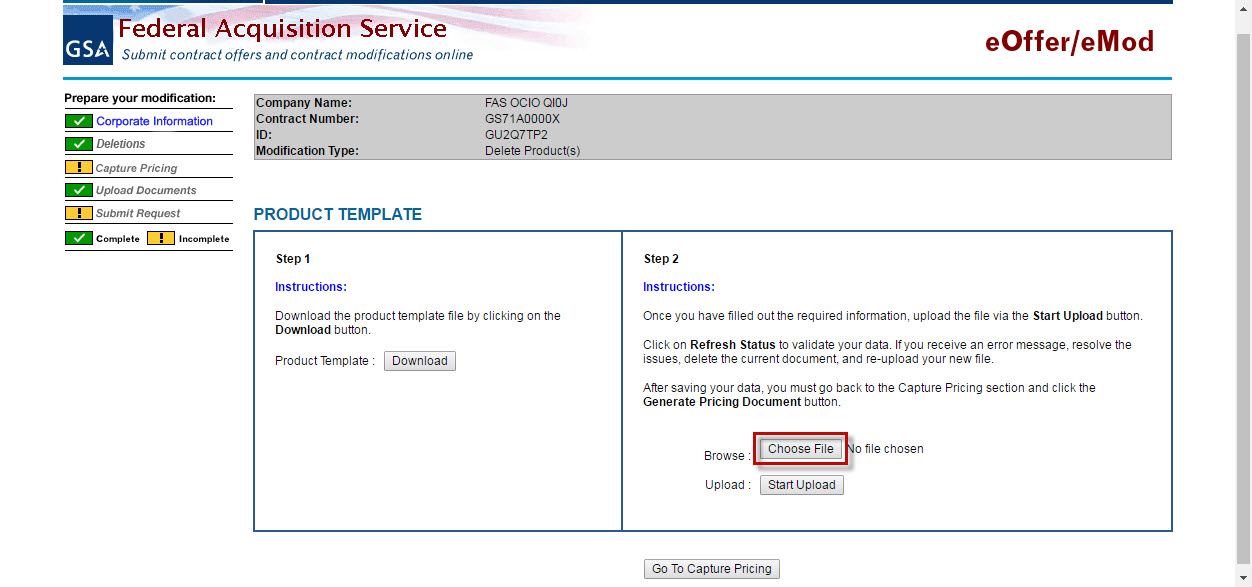 GSA
Federal Acquisition Service
Submit contract offers and contract modifications online
eOffer/eMod
Prepare your modification:
Corporate Information
Deletions
! Capture Pricing
Upload Documents
! Submit Request
Complete ! Incomplete
Company Name: FAS OCIO QI0J
Contract Number: GS71A0000X
ID: GU2Q7TP2
Modification Type: Delete Product(s)
PRODUCT TEMPLATE
Step 1
Instructions:
Download the product template file by clicking on the
Download button.
Product Template : Download
Step 2
Instructions:
Once you have filled out the required information, upload the file via the Start Upload button.
Click on Refresh Status to validate your data. If you receive an error message, resolve the
issues, delete the current document, and re-upload your new file.
After saving your data, you must go back to the Capture Pricing section and click the
Generate Pricing Document button.
Browse : Choose File No file chosen
Upload : Start Upload
Go To Capture Pricing